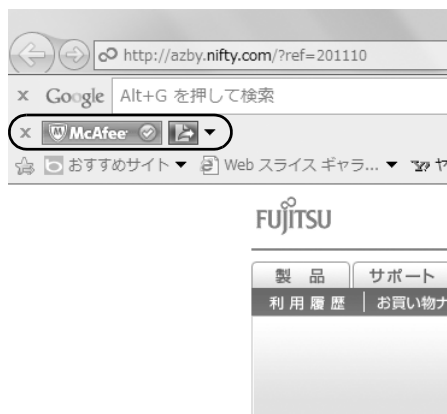 http://azby.nifty.com/?ref=201110
x Google Alt+G を押して検索
x McAfee
おすすめサイト ▼ Web スライス ギャラ... ▼
FUJITSU
製 品 サポート
利用履歴 お買い物